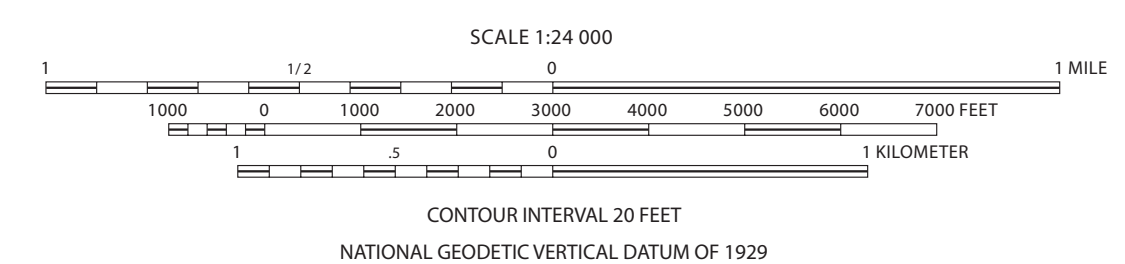 SCALE 1:24 000
1 1/2 0 1 MILE
1000 0 1000 2000 3000 4000 5000 6000 7000 FEET
1 .5 0 1 KILOMETER
CONTOUR INTERVAL 20 FEET
NATIONAL GEODETIC VERTICAL DATUM OF 1929